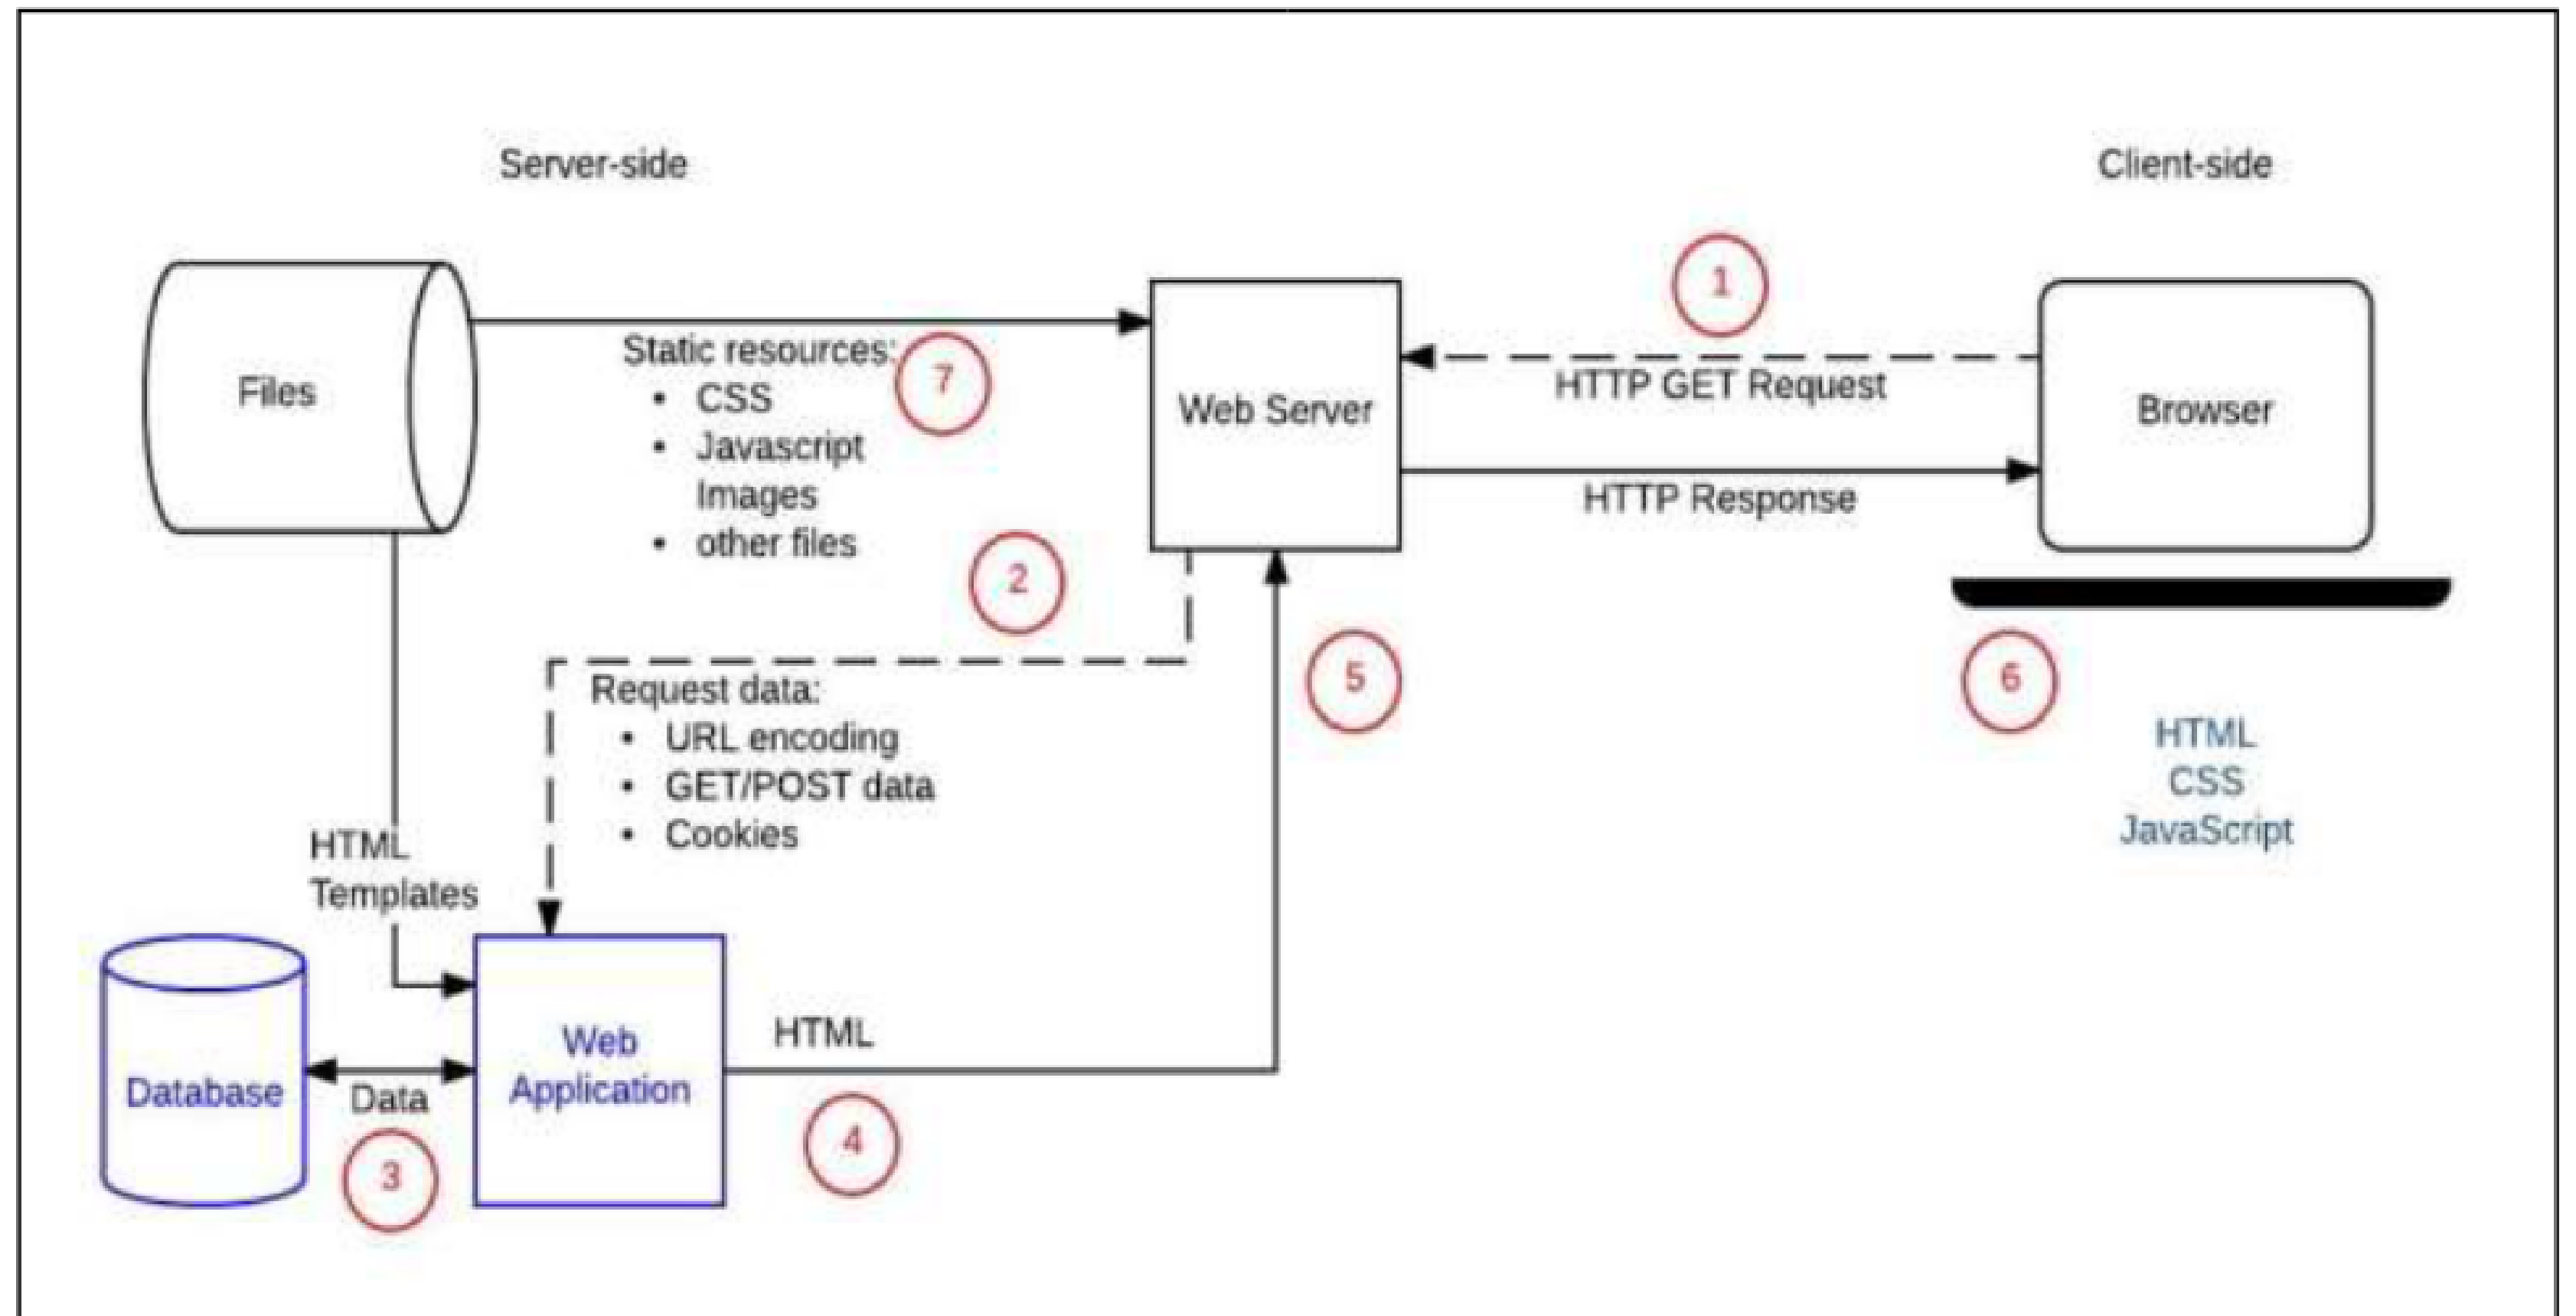 Server-side
Client-side
1
Files
Static resources:
7
• CSS
• Javascript
Images
• other files
Web Server
HTTP GET Request
HTTP Response
Browser
2
Request data:
• URL encoding
• GET/POST data
• Cookies
5
6
HTML
CSS
JavaScript
HTML
Templates
Database
Data
3
Web
Application
HTML
4